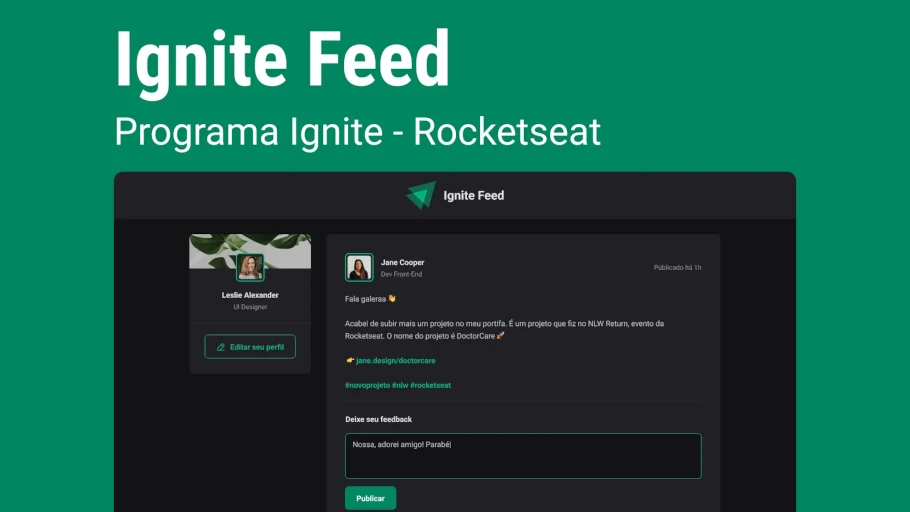 Ignite Feed
Programa Ignite - Rocketseat
Ignite Feed
Leslie Alexander
UI Designer
Editar seu perfil
Jane Cooper
Dev Front-End
Públicado há 1h
Fala galeraa 👋
Acabei de subir mais um projeto no meu portifa. É um projeto que fiz no NLW Return, evento da
Rocketseat. O nome do projeto é DoctorCare 🚀
👉 jane.design/doctorcare
#novoprojeto #nlw #rocketseat
Deixe seu feedback
Nossa, adorei amigo! Parabé|
Publicar